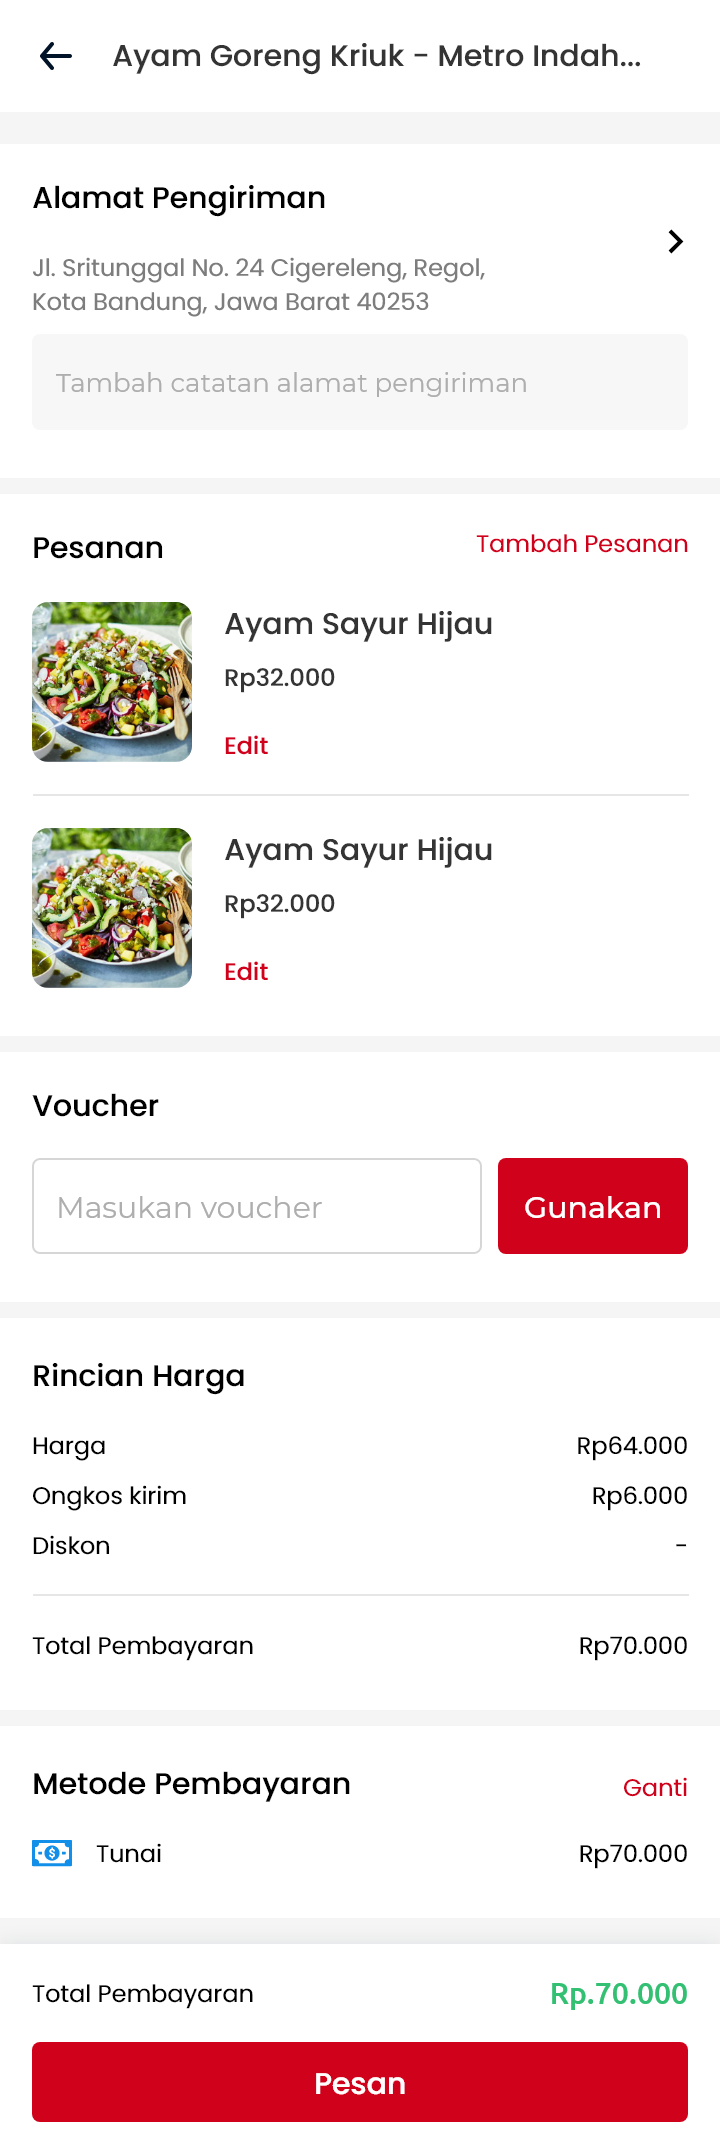 Ayam Goreng Kriuk - Metro Indah...
Alamat Pengiriman
Jl. Sritunggal No. 24 Cigereleng, Regol,
Kota Bandung, Jawa Barat 40253
Tambah catatan alamat pengiriman
Pesanan
Tambah Pesanan
Ayam Sayur Hijau
Rp32.000
Edit
Ayam Sayur Hijau
Rp32.000
Edit
Voucher
Masukan voucher
Gunakan
Rincian Harga
Harga Rp64.000
Ongkos kirim Rp6.000
Diskon -
Total Pembayaran Rp70.000
Metode Pembayaran
Ganti
Tunai Rp70.000
Total Pembayaran Rp.70.000
Pesan